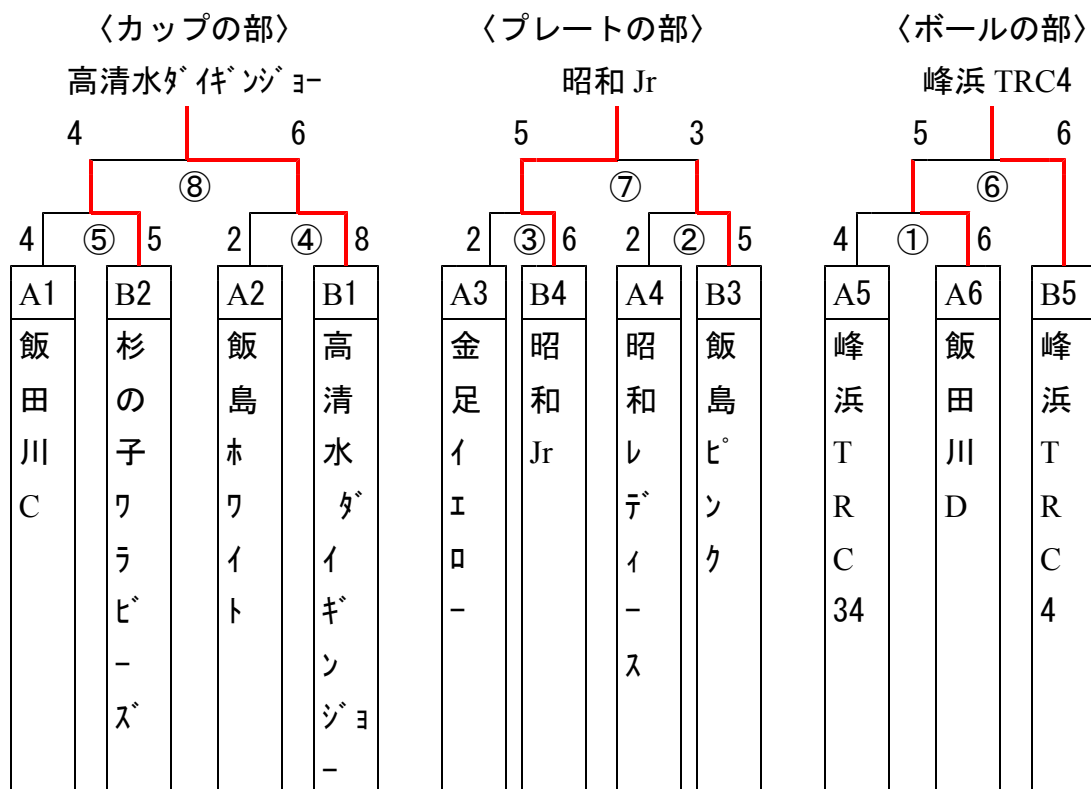 〈カップの部〉 〈プレートの部〉 〈ボールの部〉
高清水ﾀﾞｲｷﾞﾝｼﾞｮｰ 昭和 Jr 峰浜 TRC4
4 6 5 3 5 6
⑧ ⑦ ⑥
4 ⑤ 5 2 ④ 8 2 ③ 6 2 ② 5 4 ① 6
A1 B2 A2 B1 A3 B4 A4 B3 A5 A6 B5
飯田川C
杉の子ﾜﾗﾋﾞｰｽﾞ
飯島ﾎﾜｲﾄ
高清水ﾀﾞｲｷﾞﾝｼﾞｮｰ
金足ｲｴﾛｰ
昭和Jr
昭和ﾚﾃﾞｨｰｽ
飯島ﾋﾟﾝｸ
峰浜TRC34
飯田川D
峰浜TRC4